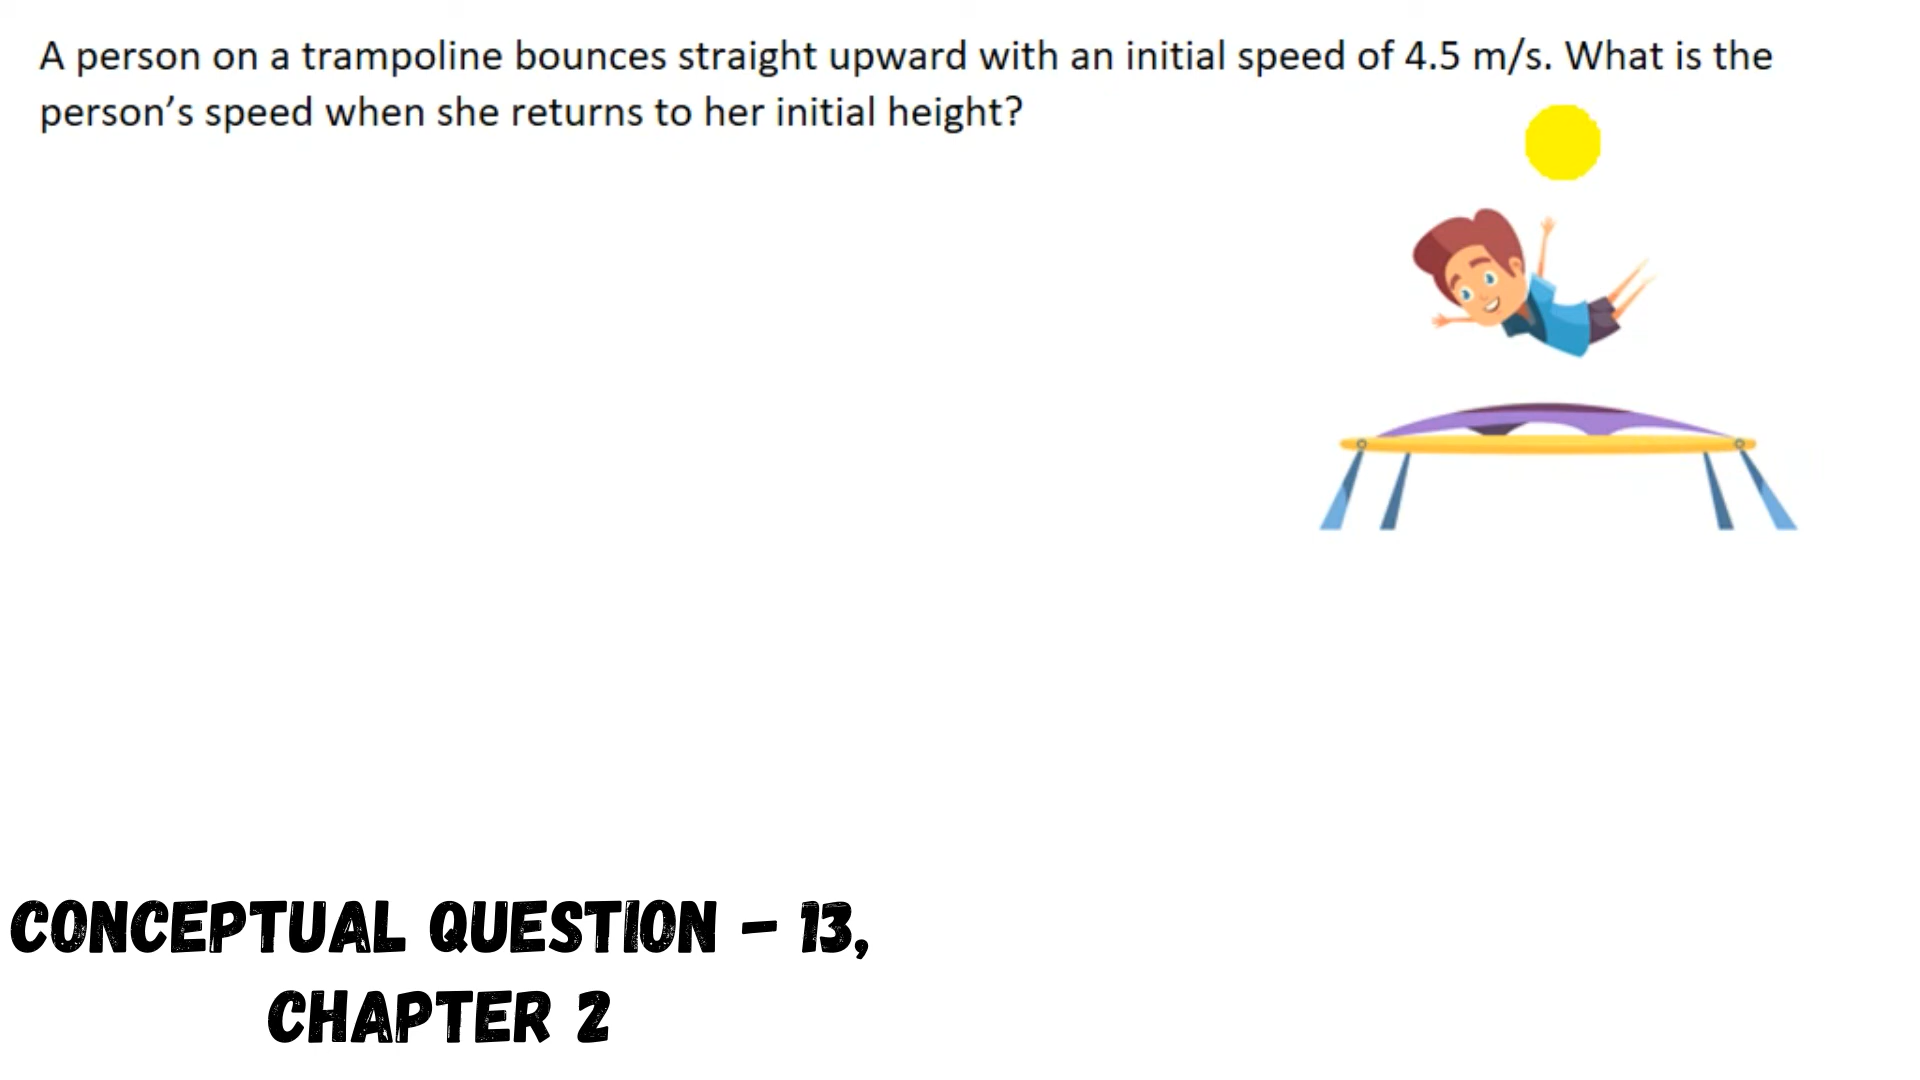 A person on a trampoline bounces straight upward with an initial speed of 4.5 m/s. What is the
person’s speed when she returns to her initial height?
CONCEPTUAL QUESTION – 13,
CHAPTER 2